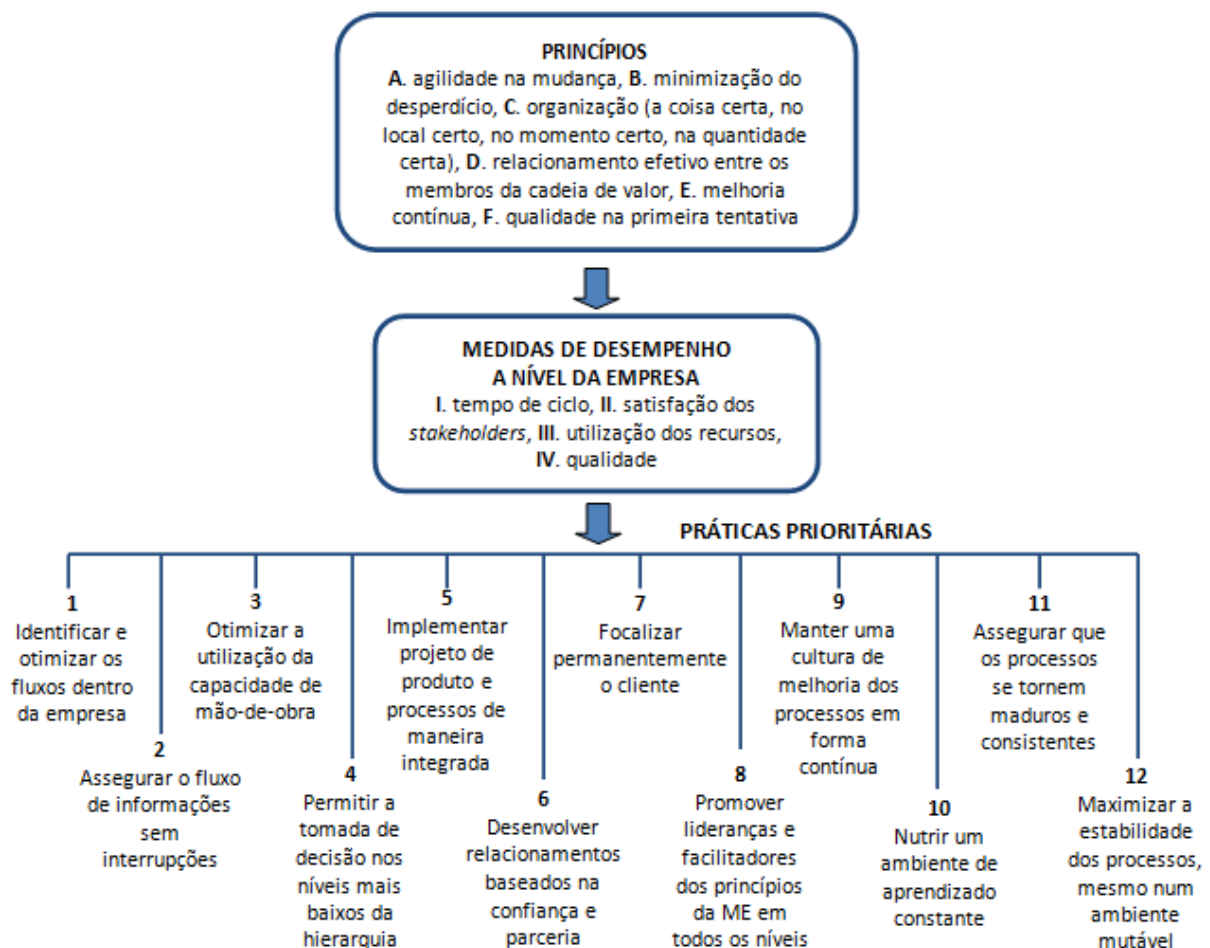 PRINCÍPIOS
A. agilidade na mudança, B. minimização do
desperdício, C. organização (a coisa certa, no
local certo, no momento certo, na quantidade
certa), D. relacionamento efetivo entre os
membros da cadeia de valor, E. melhoria
contínua, F. qualidade na primeira tentativa
MEDIDAS DE DESEMPENHO
A NÍVEL DA EMPRESA
I. tempo de ciclo, II. satisfação dos
stakeholders, III. utilização dos recursos,
IV. qualidade
PRÁTICAS PRIORITÁRIAS
1
Identificar e
otimizar os
fluxos dentro
da empresa
2
Assegurar o fluxo
de informações
sem
interrupções
3
Otimizar a
utilização da
capacidade de
mão-de-obra
4
Permitir a
tomada de
decisão nos
níveis mais
baixos da
hierarquia
5
Implementar
projeto de
produto e
processos de
maneira
integrada
6
Desenvolver
relacionamentos
baseados na
confiança e
parceria
7
Focalizar
permanentemente
o cliente
8
Promover
lideranças e
facilitadores
dos princípios
da ME em
todos os níveis
9
Manter uma
cultura de
melhoria dos
processos em
forma
contínua
10
Nutrir um
ambiente de
aprendizado
constante
11
Assegurar que
os processos
se tornem
maduros e
consistentes
12
Maximizar a
estabilidade
dos processos,
mesmo num
ambiente
mutável